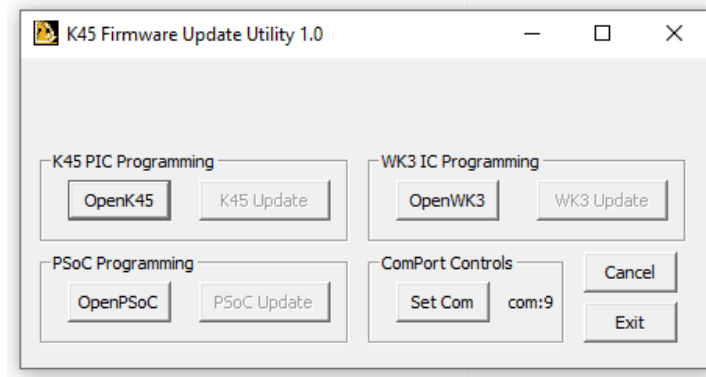 K45 Firmware Update Utility 1.0
K45 PIC Programming
OpenK45 K45 Update
WK3 IC Programming
OpenWK3 WK3 Update
PSoC Programming
OpenPSoC PSoC Update
ComPort Controls
Set Com com:9
Cancel
Exit